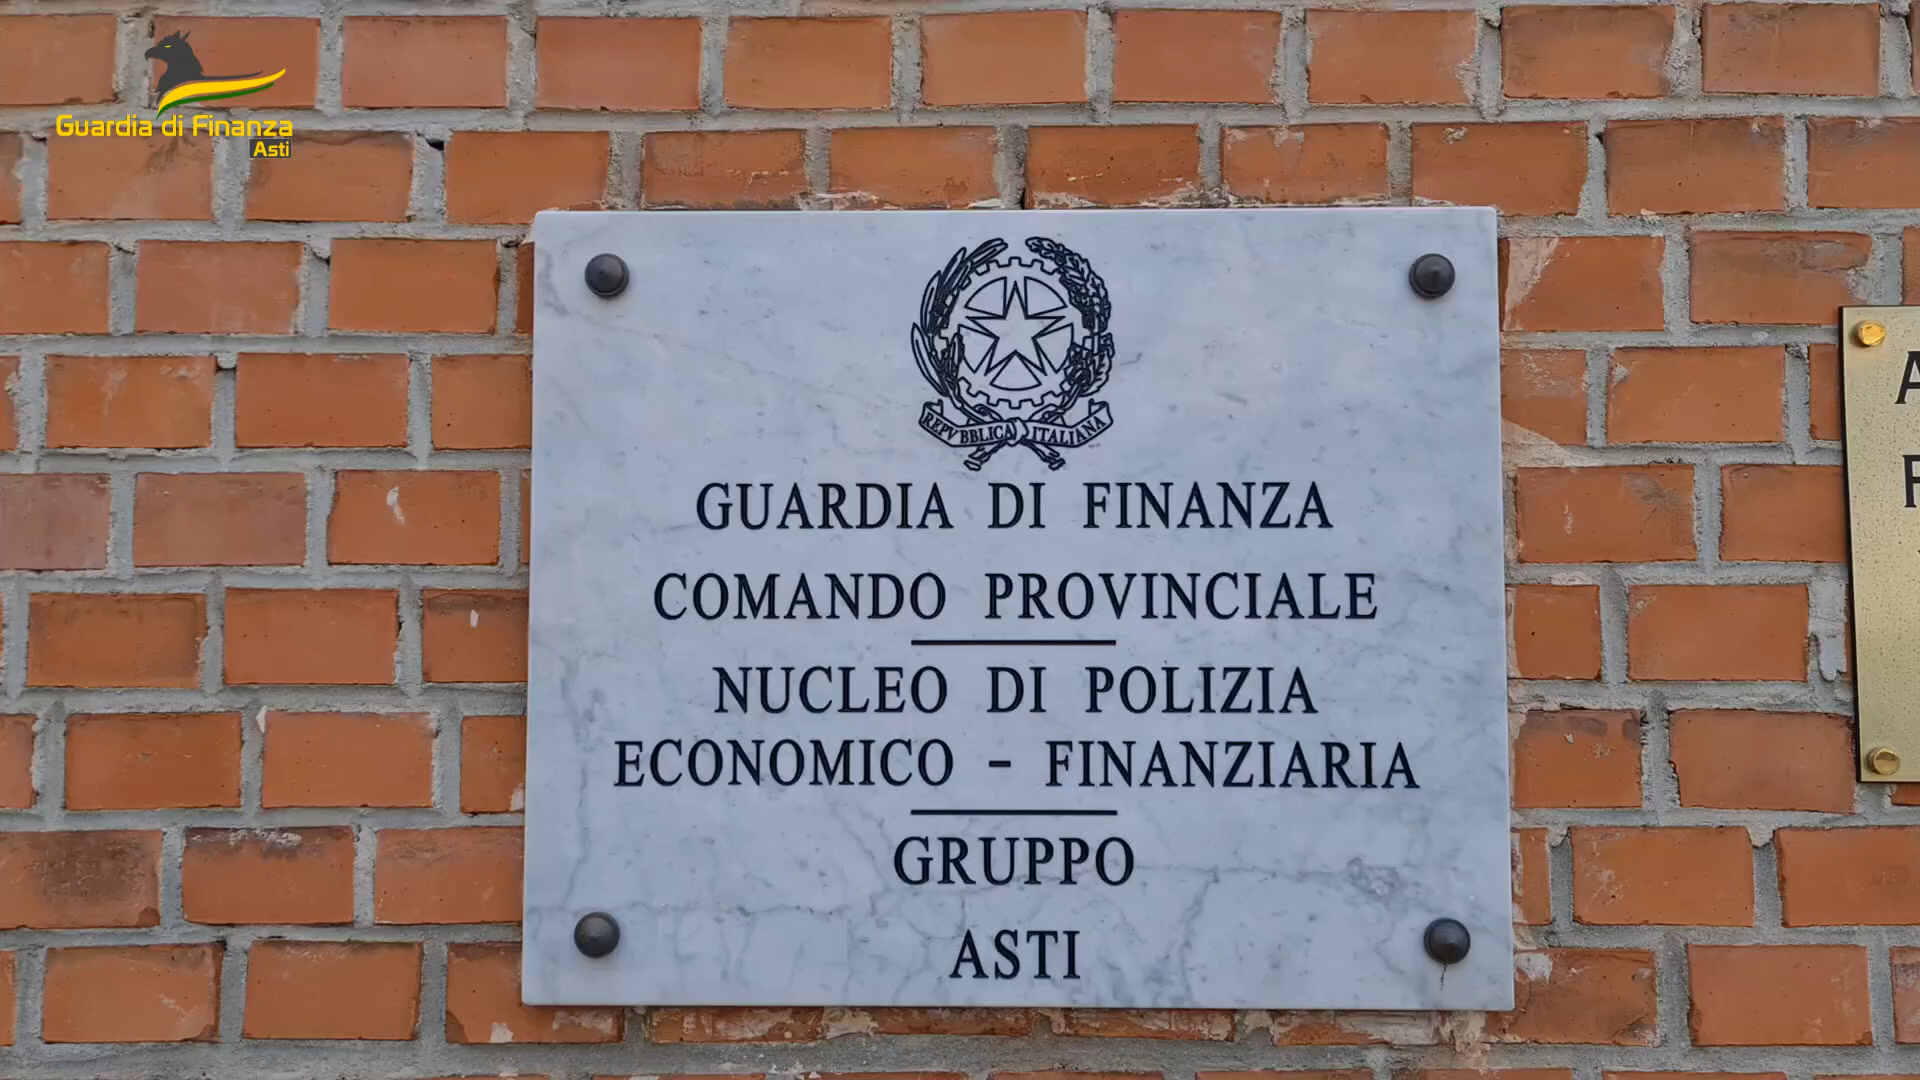 Guardia di Finanza
Asti
REPVBBLICA ITALIANA
GUARDIA DI FINANZA
COMANDO PROVINCIALE
NUCLEO DI POLIZIA
ECONOMICO - FINANZIARIA
GRUPPO
ASTI